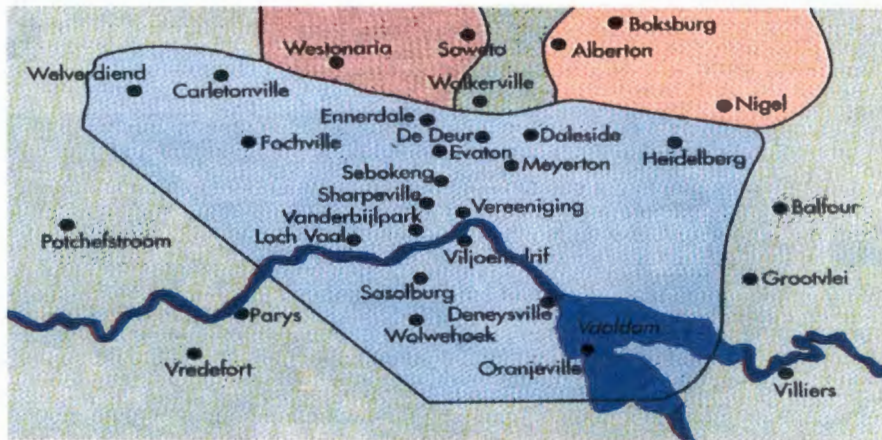 Boksburg
Soweto
Alberton
Westonaria
Welverdiend
Carletonville
Walkerville
Nigel
Ennerdale
De Deur
Daleside
Fochville
Evaton
Heidelberg
Meyerton
Sebokeng
Sharpeville
Vereeniging
Vanderbijlpark
Balfour
Potchefstroom
Loch Vaal
Viljoensdrif
Sasolburg
Grootvlei
Deneysville
Parys
Wolwehoek
Vaaldam
Vredefort
Oranjeville
Villiers